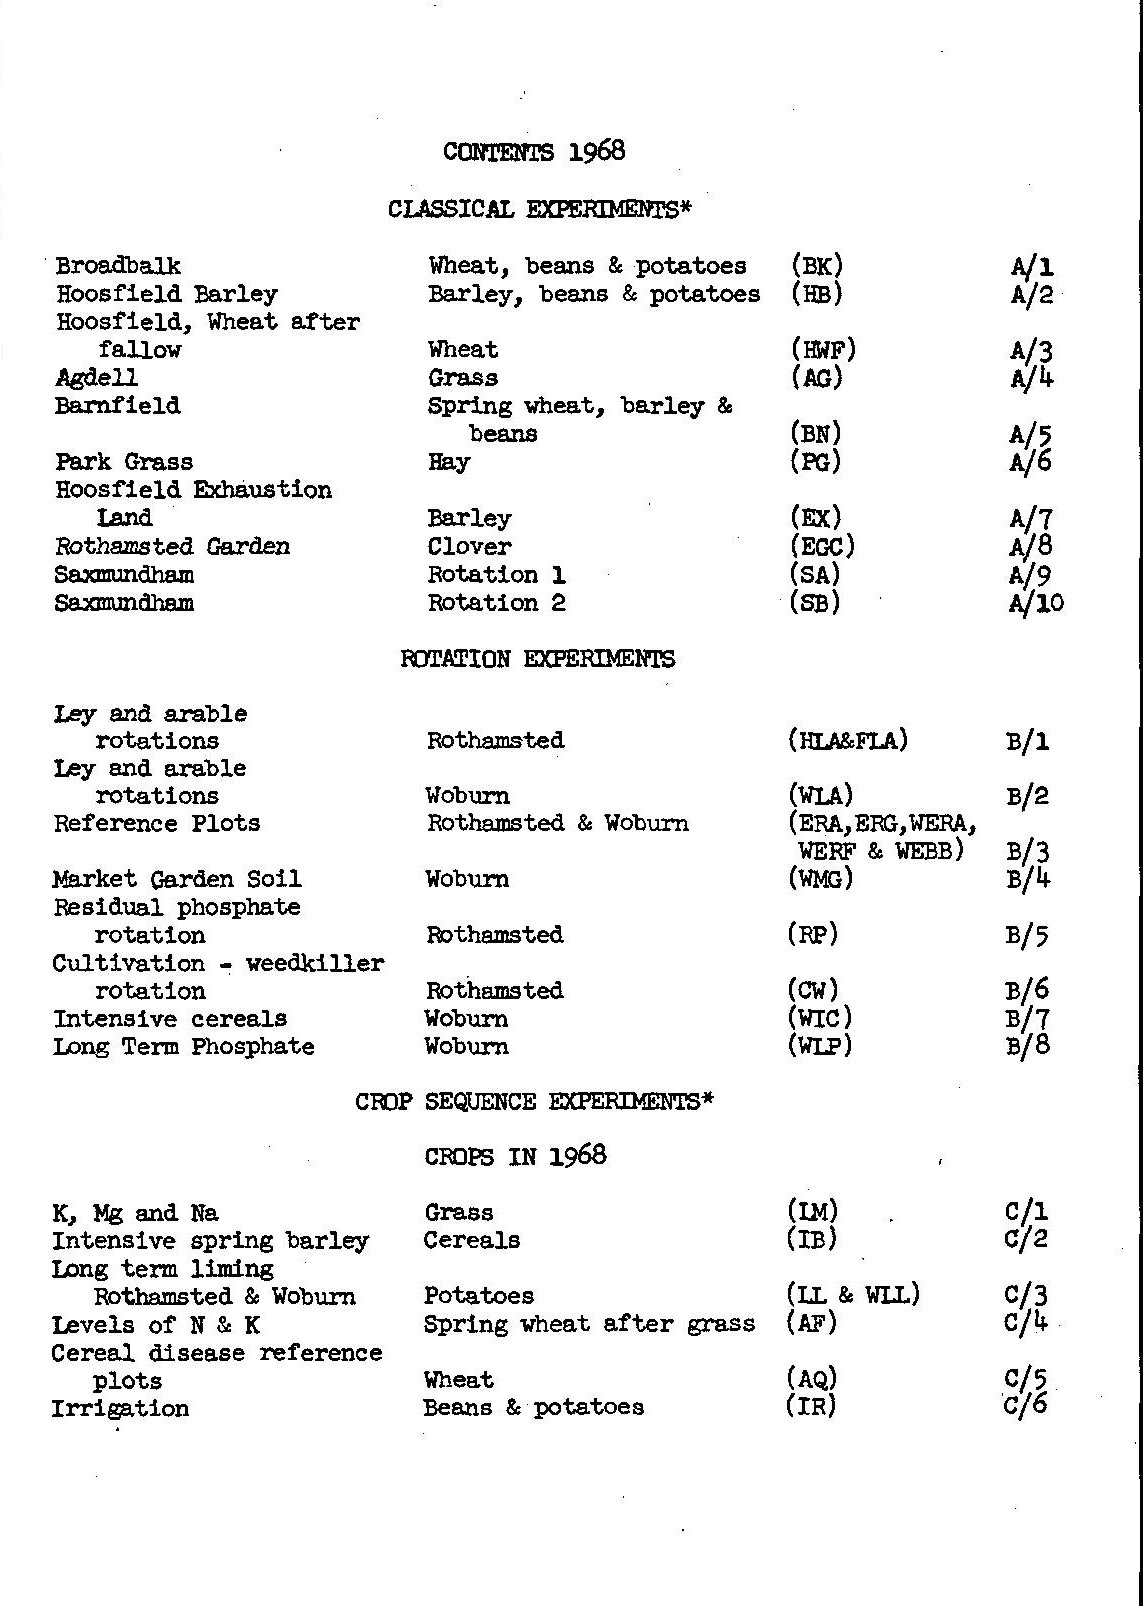 CONTENTS 1968
CLASSICAL EXPERIMENTS*
Broadbalk Wheat, beans & potatoes (BK) A/1
Hoosfield Barley Barley, beans & potatoes (HB) A/2
Hoosfield, Wheat after
fallow Wheat (HWF) A/3
Agdell Grass (AG) A/4
Barnfield Spring wheat, barley &
beans (BN) A/5
Park Grass Hay (PG) A/6
Hoosfield Exhaustion
Land Barley (EX) A/7
Rothamsted Garden Clover (EGC) A/8
Saxmundham Rotation 1 (SA) A/9
Saxmundham Rotation 2 (SB) A/10
ROTATION EXPERIMENTS
Ley and arable
rotations Rothamsted (HLA&FLA) B/1
Ley and arable
rotations Woburn (WLA) B/2
Reference Plots Rothamsted & Woburn (ERA,ERG,WERA,
WERF & WEBB) B/3
Market Garden Soil Woburn (WMG) B/4
Residual phosphate
rotation Rothamsted (RP) B/5
Cultivation - weedkiller
rotation Rothamsted (CW) B/6
Intensive cereals Woburn (WIC) B/7
Long Term Phosphate Woburn (WLP) B/8
CROP SEQUENCE EXPERIMENTS*
CROPS IN 1968
K, Mg and Na Grass (LM) C/1
Intensive spring barley Cereals (IB) C/2
Long term liming
Rothamsted & Woburn Potatoes (LL & WLL) C/3
Levels of N & K Spring wheat after grass (AF) C/4
Cereal disease reference
plots Wheat (AQ) C/5
Irrigation Beans & potatoes (IR) C/6